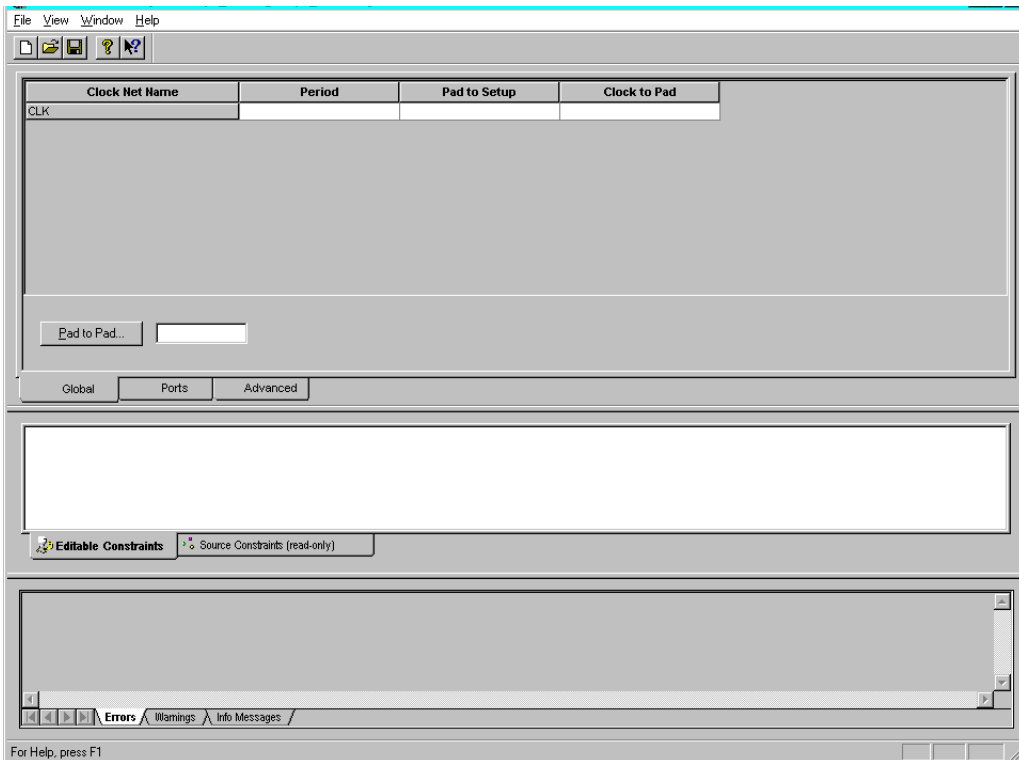 File View Window Help
Clock Net Name Period Pad to Setup Clock to Pad
CLK
Pad to Pad...
Global Ports Advanced
Editable Constraints Source Constraints (read-only)
Errors Warnings Info Messages
For Help, press F1